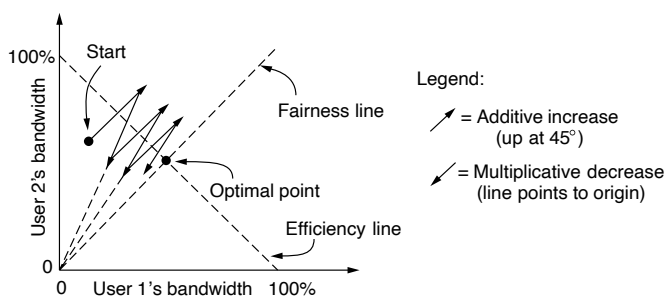 100%
Start
Fairness line
User 2's bandwidth
Optimal point
Efficiency line
0
0
User 1's bandwidth
100%
Legend:
= Additive increase
(up at 45°)
= Multiplicative decrease
(line points to origin)